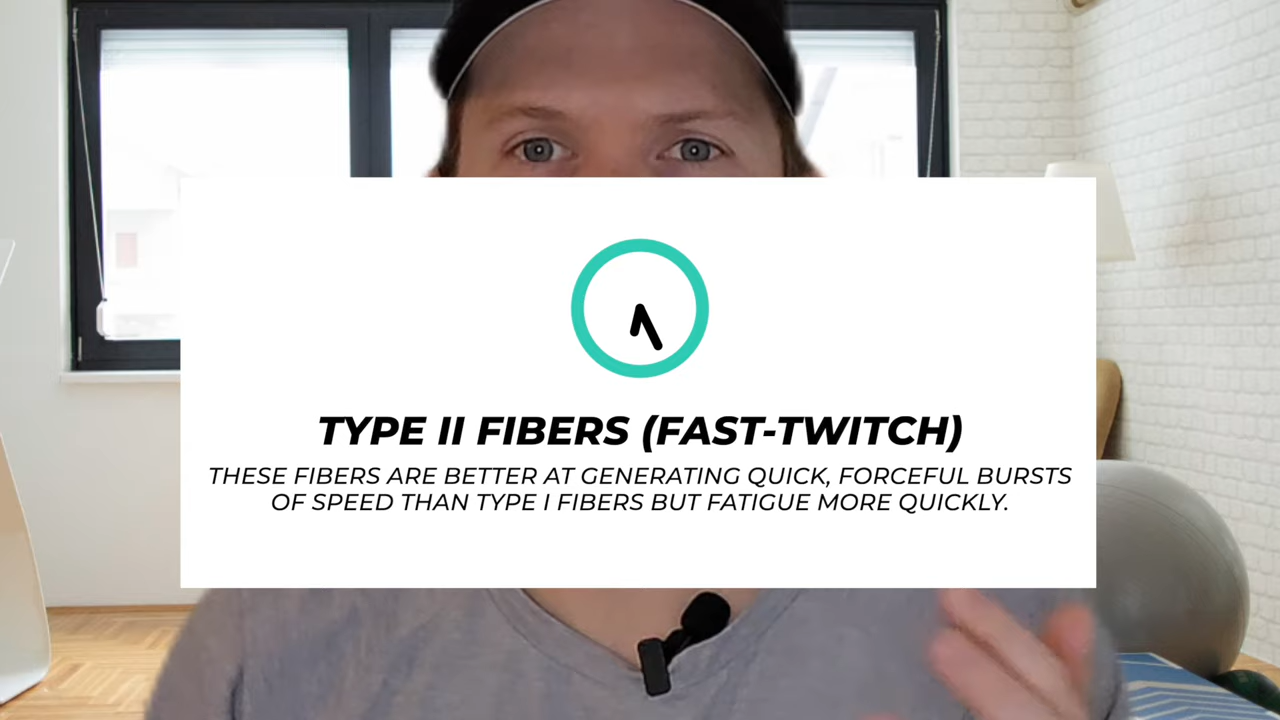 TYPE II FIBERS (FAST-TWITCH)
THESE FIBERS ARE BETTER AT GENERATING QUICK, FORCEFUL BURSTS
OF SPEED THAN TYPE I FIBERS BUT FATIGUE MORE QUICKLY.